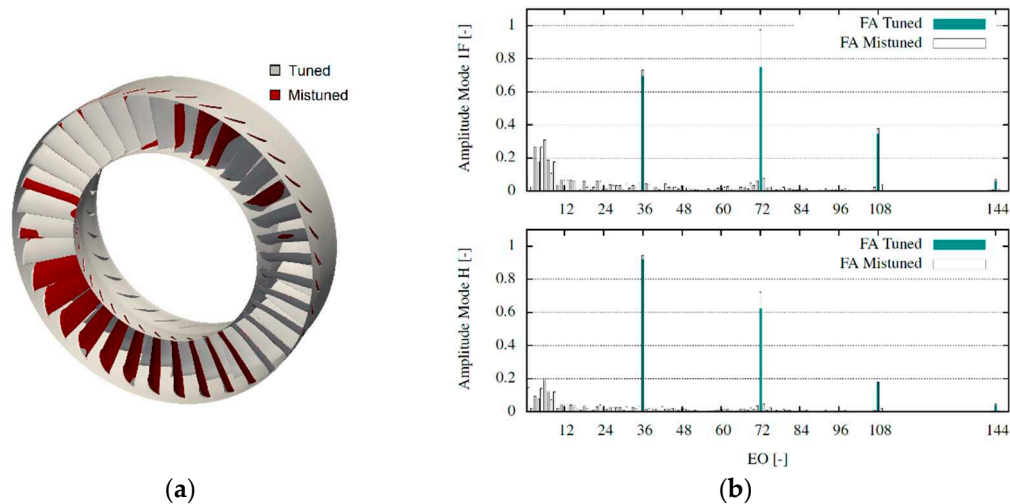 Tuned
Mistuned
(a)
Amplitude Mode 1F [-]
1
0.8
0.6
0.4
0.2
0
FA Tuned
FA Mistuned
12 24 36 48 60 72 84 96 108 144
Amplitude Mode H [-]
1
0.8
0.6
0.4
0.2
0
FA Tuned
FA Mistuned
12 24 36 48 60 72 84 96 108 144
EO [-]
(b)